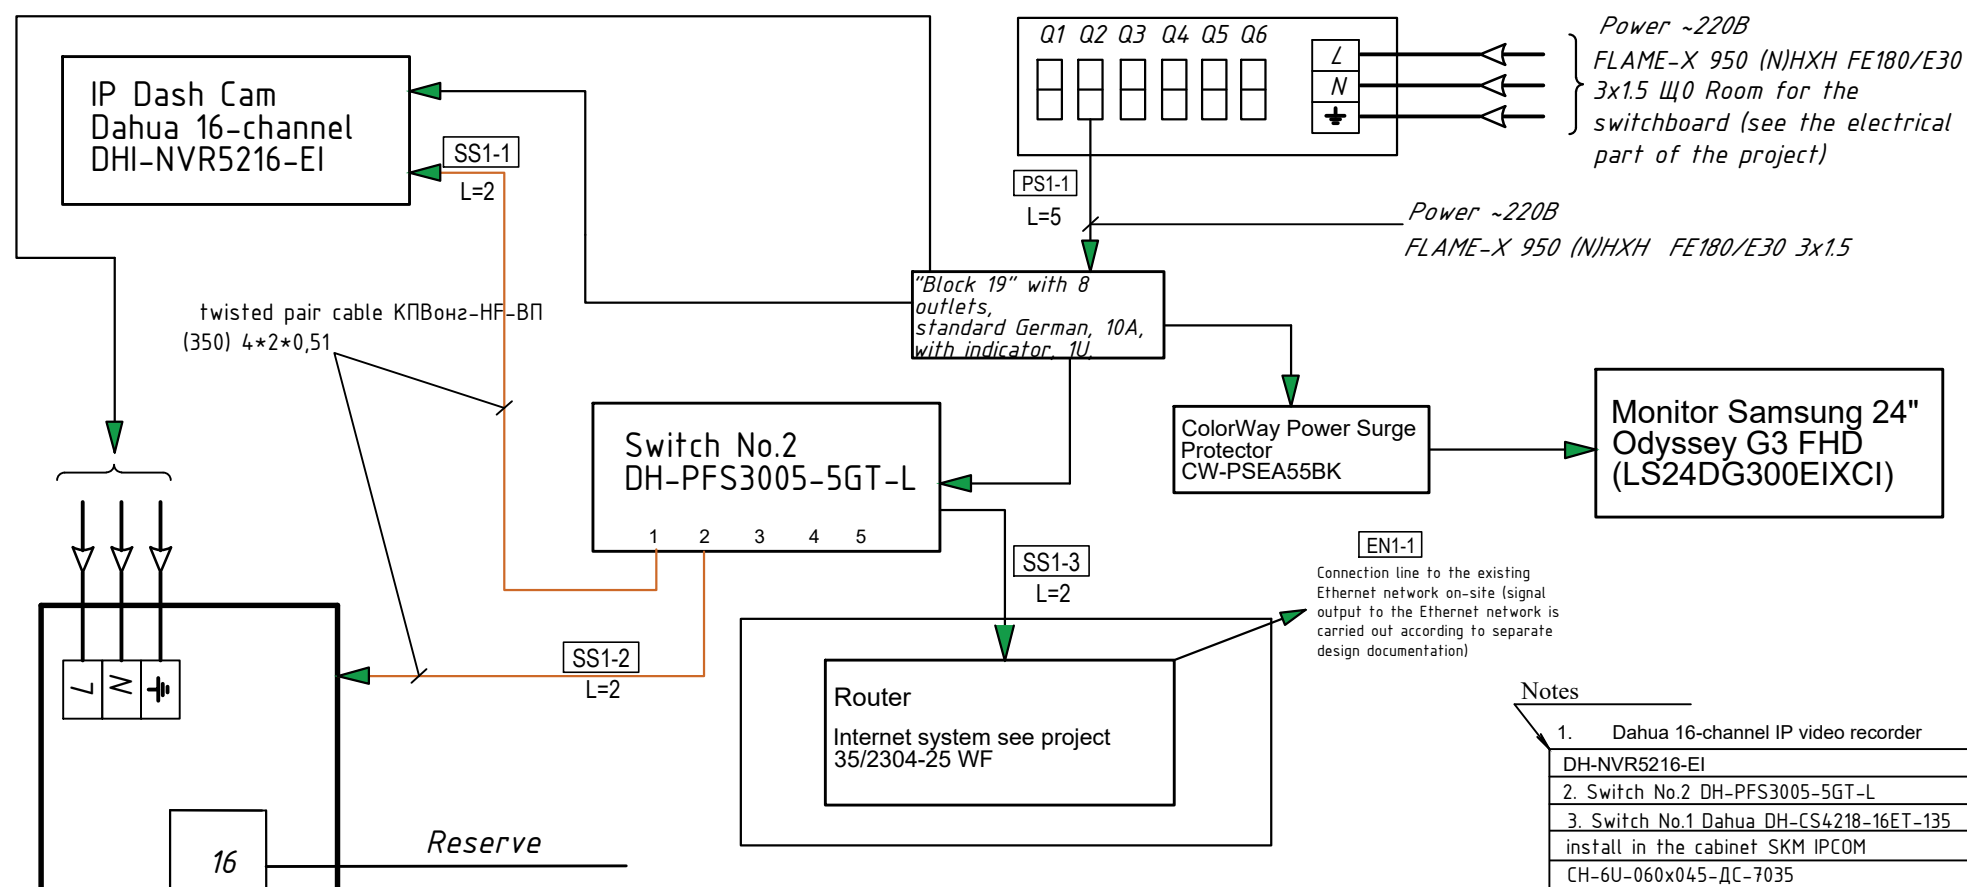 IP Dash Cam
Dahua 16-channel
DHI-NVR5216-EI
SS1-1
L=2
Q1 Q2 Q3 Q4 Q5 Q6
L
N
Power ~220В
FLAME-X 950 (N)HXH FE180/E30
3x1.5 ЩО Room for the
switchboard (see the electrical
part of the project)
PS1-1
L=5
Power ~220В
FLAME-X 950 (N)HXH FE180/E30 3x1.5
"Block 19" with 8
outlets,
standard German, 10A,
with indicator, 1U,
twisted pair cable КПВонг-HF-ВП
(350) 4*2*0,51
Switch No.2
DH-PFS3005-5GT-L
1 2 3 4 5
ColorWay Power Surge
Protector
CW-PSEA55BK
Monitor Samsung 24"
Odyssey G3 FHD
(LS24DG300EIXCI)
SS1-3
L=2
EN1-1
Connection line to the existing
Ethernet network on-site (signal
output to the Ethernet network is
carried out according to separate
design documentation)
SS1-2
L=2
L N
Router
Internet system see project
35/2304-25 WF
16
Reserve
Notes
1. Dahua 16-channel IP video recorder
DH-NVR5216-EI
2. Switch No.2 DH-PFS3005-5GT-L
3. Switch No.1 Dahua DH-CS4218-16ET-135
install in the cabinet SKM IPCOM
СН-6U-060x045-ДС-7035